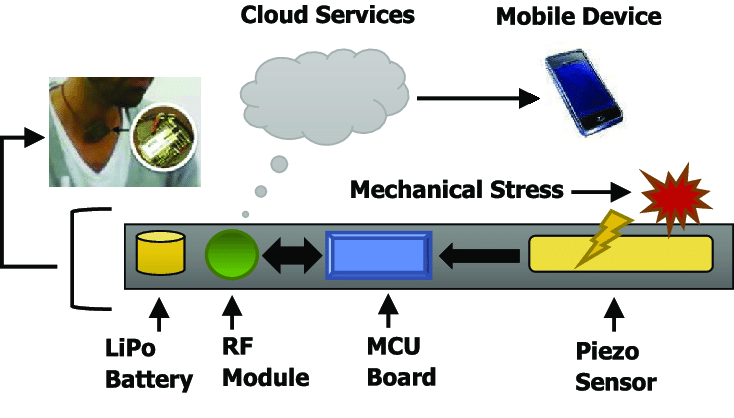 Cloud Services
Mobile Device
Mechanical Stress
LiPo
Battery
RF
Module
MCU
Board
Piezo
Sensor